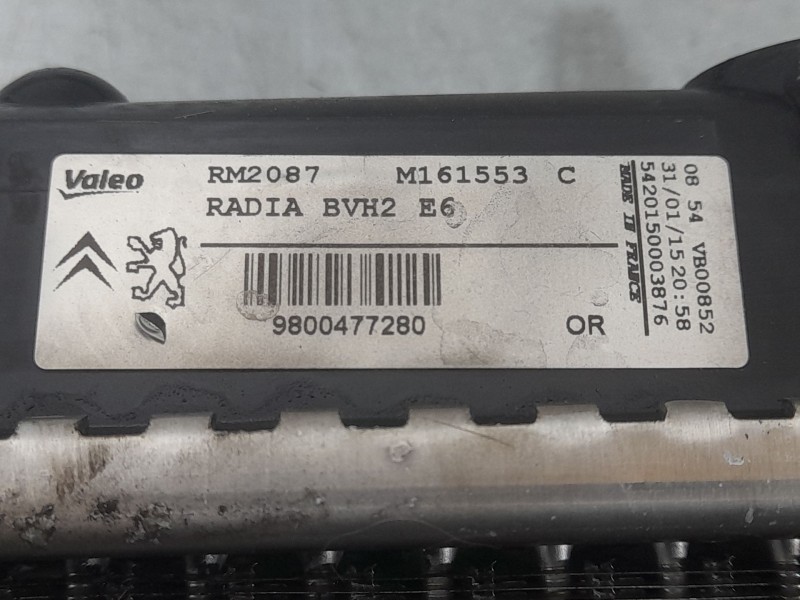 Valeo
RM2087 M161553 C
RADIA BVH2 E6
9800477280 OR
MADE IN FRANCE
5420150003876
31/01/15 20:58
08 54 VB00852